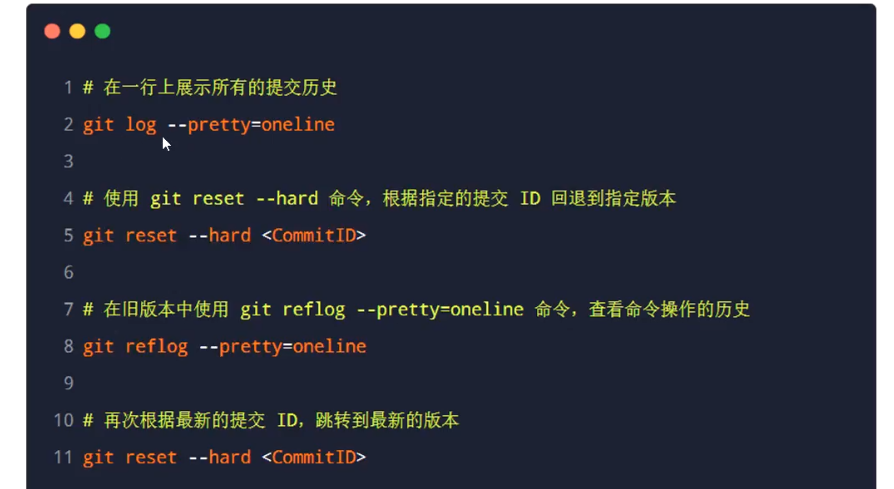 1 # 在一行上展示所有的提交历史
2 git log --pretty=oneline
3
4 # 使用 git reset --hard 命令，根据指定的提交 ID 回退到指定版本
5 git reset --hard <CommitID>
6
7 # 在旧版本中使用 git reflog --pretty=oneline 命令，查看命令操作的历史
8 git reflog --pretty=oneline
9
10 # 再次根据最新的提交 ID，跳转到最新的版本
11 git reset --hard <CommitID>